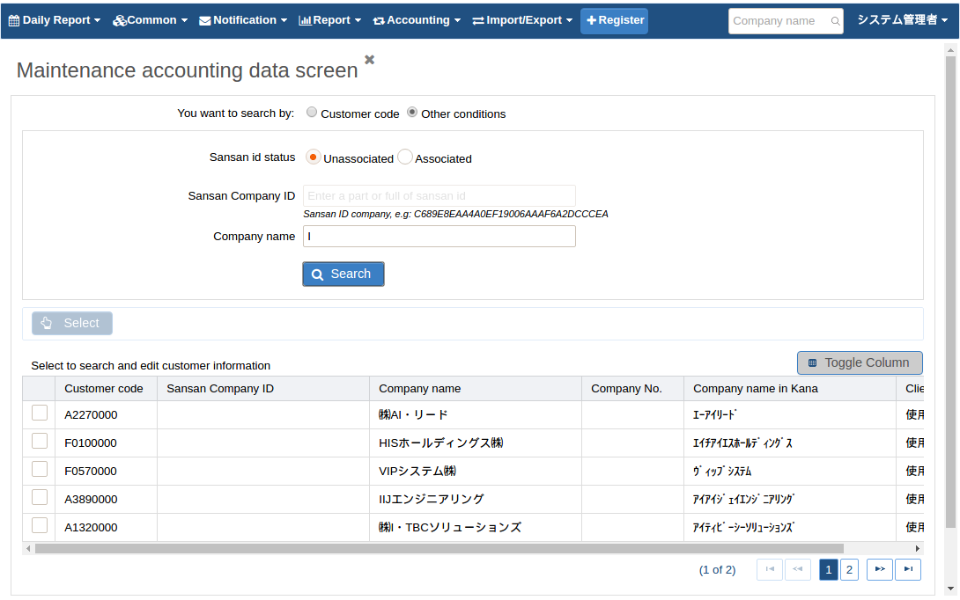 Daily Report Common Notification Report Accounting Import/Export Register Company name システム管理者
Maintenance accounting data screen
You want to search by: Customer code Other conditions
Sansan id status Unassociated Associated
Sansan Company ID Enter a part or full of sansan id
Sansan ID company, e.g: C689E8EAA4A0EF19006AAAF6A2DCCCEA
Company name I
Search
Select
Select to search and edit customer information Toggle Column
Customer code Sansan Company ID Company name Company No. Company name in Kana Clie
A2270000 ㈱AI・リード ｴｰｱｲﾘｰﾄﾞ 使用
F0100000 HISホールディングス㈱ ｴｲﾁｱｲｴｽﾎｰﾙﾃﾞｨﾝｸﾞｽ 使用
F0570000 VIPシステム㈱ ｳﾞｨｯﾌﾟｼｽﾃﾑ 使用
A3890000 IIJエンジニアリング ｱｲｱｲｼﾞｪｲｴﾝｼﾞﾆｱﾘﾝｸﾞ 使用
A1320000 ㈱I・TBCソリューションズ ｱｲﾃｨﾋﾞｰｼｰｿﾘｭｰｼｮﾝｽﾞ 使用
(1 of 2) 1 2